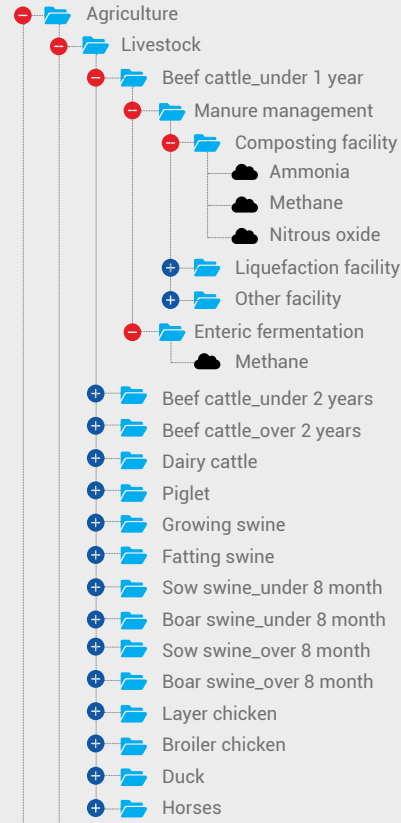 Agriculture
Livestock
Beef cattle_under 1 year
Manure management
Composting facility
Ammonia
Methane
Nitrous oxide
Liquefaction facility
Other facility
Enteric fermentation
Methane
Beef cattle_under 2 years
Beef cattle_over 2 years
Dairy cattle
Piglet
Growing swine
Fatting swine
Sow swine_under 8 month
Boar swine_under 8 month
Sow swine_over 8 month
Boar swine_over 8 month
Layer chicken
Broiler chicken
Duck
Horses